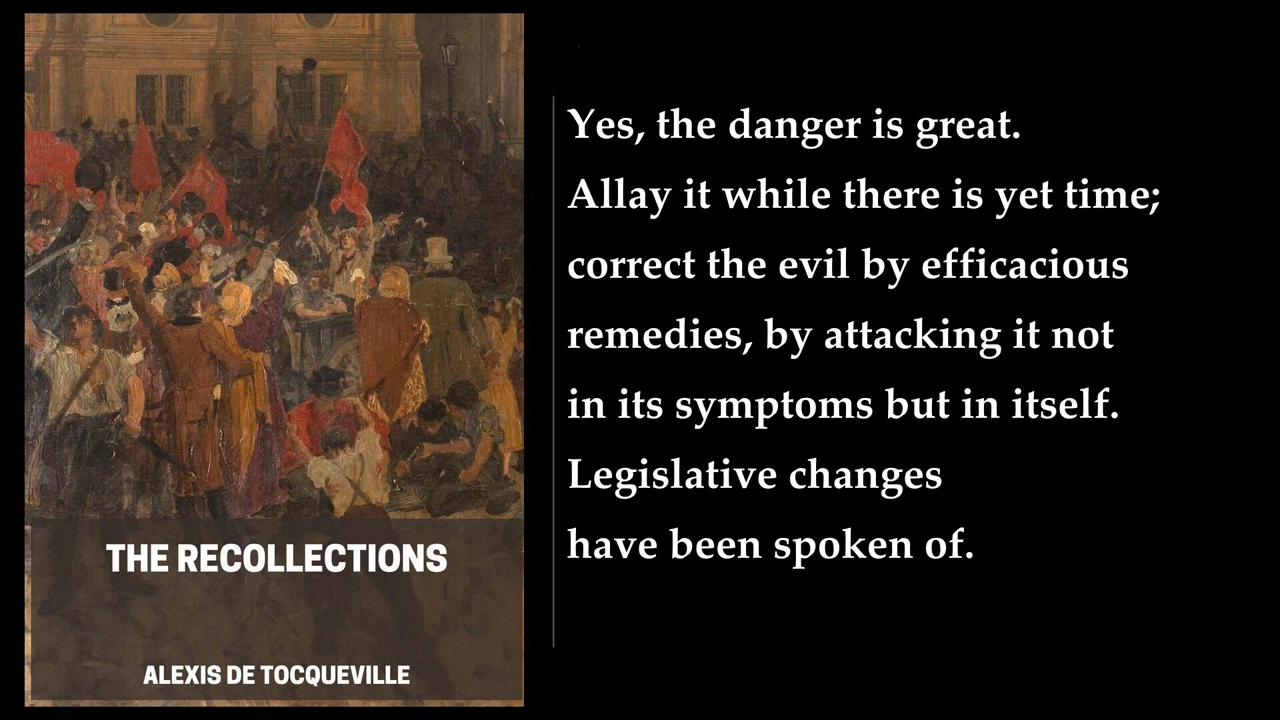 THE RECOLLECTIONS
ALEXIS DE TOCQUEVILLE
Yes, the danger is great.
Allay it while there is yet time;
correct the evil by efficacious
remedies, by attacking it not
in its symptoms but in itself.
Legislative changes
have been spoken of.